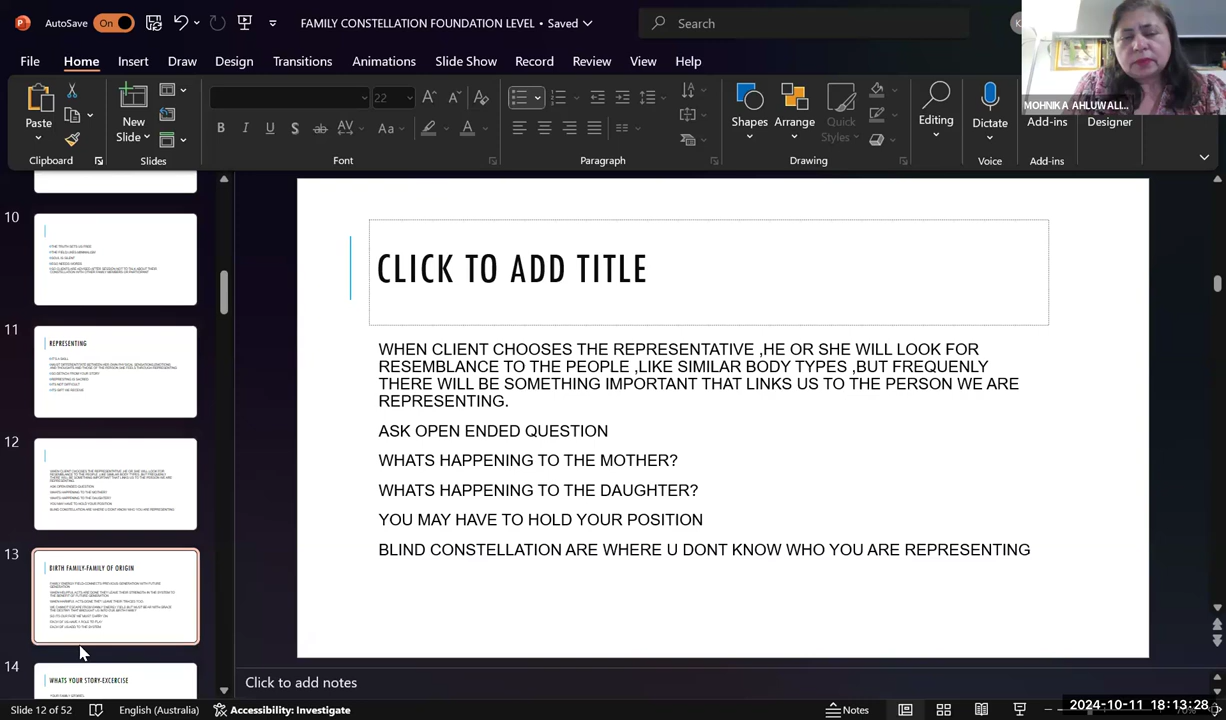 AutoSave On FAMILY CONSTELLATION FOUNDATION LEVEL • Saved Search K
File Home Insert Draw Design Transitions Animations Slide Show Record Review View Help
MOHNIKA AHLUWALI...
Paste New Slide 22 Aa Shapes Arrange Quick Styles Editing Dictate Add-ins Designer
Clipboard Slides Font Paragraph Drawing Voice Add-ins
10
11
REPRESENTING
12
13
BIRTH FAMILY-FAMILY OF ORIGIN
14
WHATS YOUR STORY-EXCERCISE
CLICK TO ADD TITLE
WHEN CLIENT CHOOSES THE REPRESENTATIVE ,HE OR SHE WILL LOOK FOR
RESEMBLANCE TO THE PEOPLE ,LIKE SIMILAR BODY TYPES ,BUT FREQUENLY
THERE WILL BE SOMETHING IMPORTANT THAT LINKS US TO THE PERSON WE ARE
REPRESENTING.
ASK OPEN ENDED QUESTION
WHATS HAPPENING TO THE MOTHER?
WHATS HAPPENING TO THE DAUGHTER?
YOU MAY HAVE TO HOLD YOUR POSITION
BLIND CONSTELLATION ARE WHERE U DONT KNOW WHO YOU ARE REPRESENTING
Click to add notes
Slide 12 of 52 English (Australia) Accessibility: Investigate Notes
2024-10-11 18:13:28